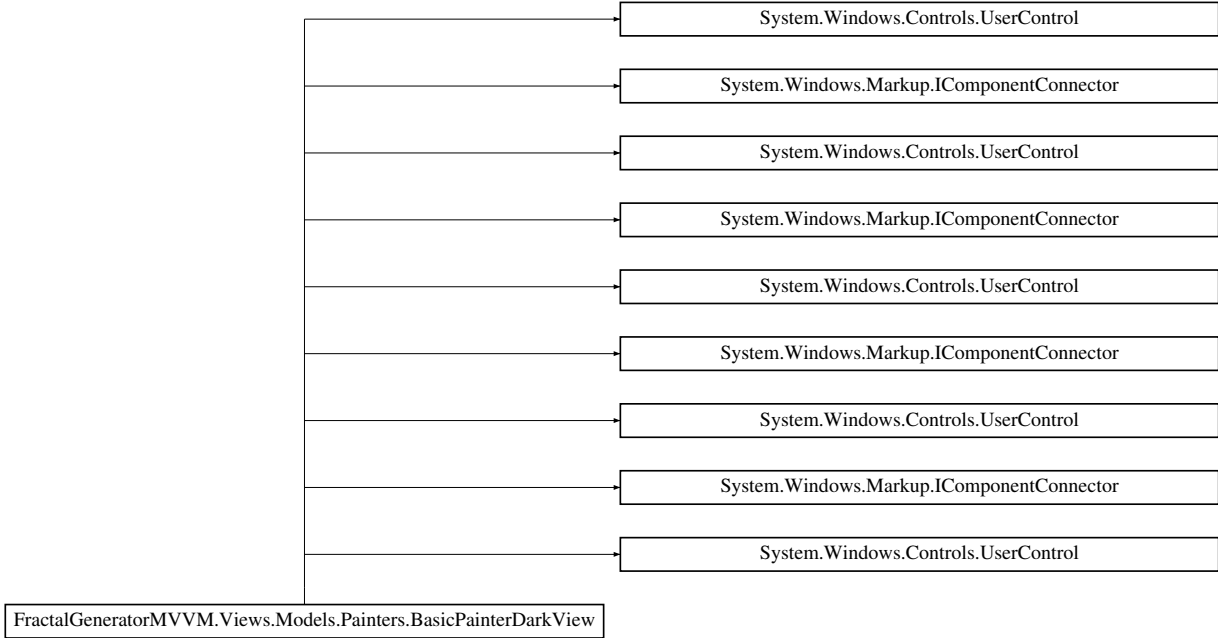 System.Windows.Controls.UserControl
System.Windows.Markup.IComponentConnector
System.Windows.Controls.UserControl
System.Windows.Markup.IComponentConnector
System.Windows.Controls.UserControl
System.Windows.Markup.IComponentConnector
System.Windows.Controls.UserControl
System.Windows.Markup.IComponentConnector
System.Windows.Controls.UserControl
FractalGeneratorMVVM.Views.Models.Painters.BasicPainterDarkView